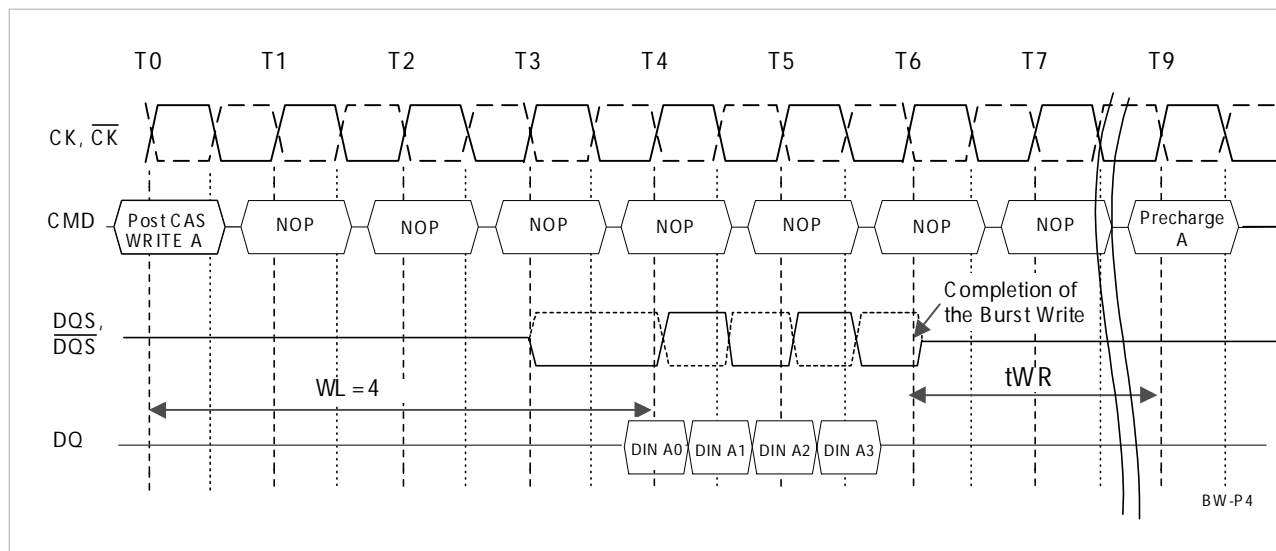 T0 T1 T2 T3 T4 T5 T6 T7 T9
CK, CK
CMD
Post CAS
WRITE A
NOP
NOP
NOP
NOP
NOP
NOP
NOP
Precharge
A
DQS,
DQS
Completion of
the Burst Write
WL = 4
tWR
DQ
DIN A0
DIN A1
DIN A2
DIN A3
BW-P4